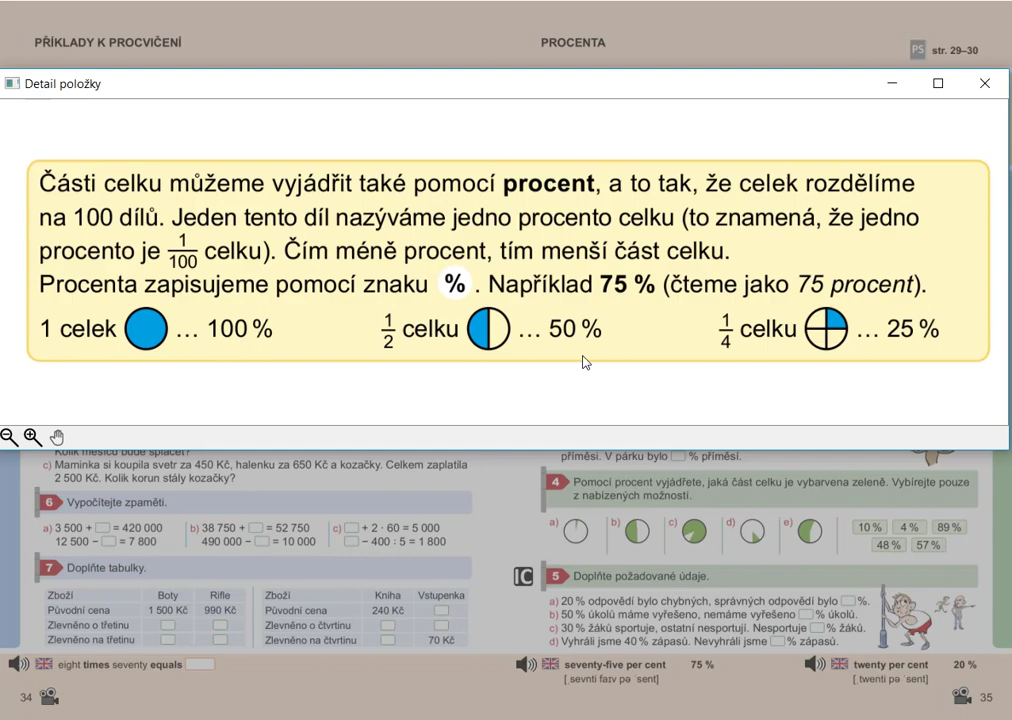 PŘÍKLADY K PROCVIČENÍ
PROCENTA
PS str. 29–30
Detail položky
Části celku můžeme vyjádřit také pomocí procent, a to tak, že celek rozdělíme
na 100 dílů. Jeden tento díl nazýváme jedno procento celku (to znamená, že jedno
procento je 1/100 celku). Čím méně procent, tím menší část celku.
Procenta zapisujeme pomocí znaku % . Například 75 % (čteme jako 75 procent).
1 celek … 100 %
1/2 celku … 50 %
1/4 celku … 25 %
Kolik měsíců bude splácet?
c) Maminka si koupila svetr za 450 Kč, halenku za 650 Kč a kozačky. Celkem zaplatila
2 500 Kč. Kolik korun stály kozačky?
6 Vypočítejte zpaměti.
a) 3 500 + = 420 000
12 500 − = 7 800
b) 38 750 + = 52 750
490 000 − = 10 000
c) + 2 · 60 = 5 000
− 400 : 5 = 1 800
7 Doplňte tabulky.
Zboží Boty Rifle
Původní cena 1 500 Kč 990 Kč
Zlevněno o třetinu
Zlevněno na třetinu
Zboží Kniha Vstupenka
Původní cena 240 Kč
Zlevněno o čtvrtinu
Zlevněno na čtvrtinu 70 Kč
eight times seventy equals
34
příměsi. V párku bylo % příměsi.
4 Pomocí procent vyjádřete, jaká část celku je vybarvena zeleně. Vybírejte pouze
z nabízených možností.
a) b) c) d) e)
10 % 4 % 89 %
48 % 57 %
5 Doplňte požadované údaje.
a) 20 % odpovědí bylo chybných, správných odpovědí bylo %.
b) 50 % úkolů máme vyřešeno, nemáme vyřešeno % úkolů.
c) 30 % žáků sportuje, ostatní nesportují. Nesportuje % žáků.
d) Vyhráli jsme 40 % zápasů. Nevyhráli jsme % zápasů.
seventy-five per cent 75 %
[ˌsevnti faɪv pə ˈsent]
twenty per cent 20 %
[ˌtwenti pə ˈsent]
35